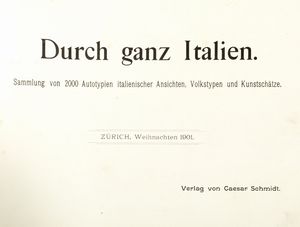 Durch ganz Italien.
Sammlung von 2000 Autotypien italienischer Ansichten, Volkstypen und Kunstschätze.
ZÜRICH, Weihnachten 1901.
Verlag von Caesar Schmidt.